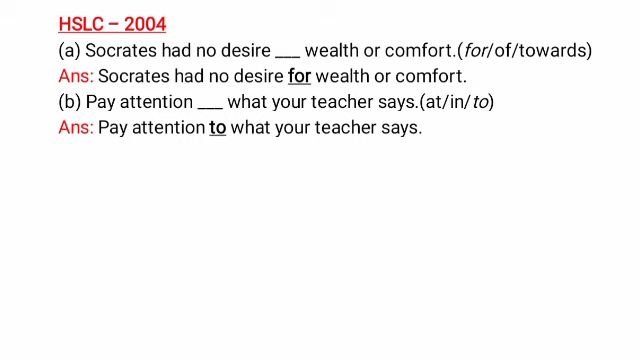 HSLC – 2004
(a) Socrates had no desire ___ wealth or comfort.(for/of/towards)
Ans: Socrates had no desire for wealth or comfort.
(b) Pay attention ___ what your teacher says.(at/in/to)
Ans: Pay attention to what your teacher says.